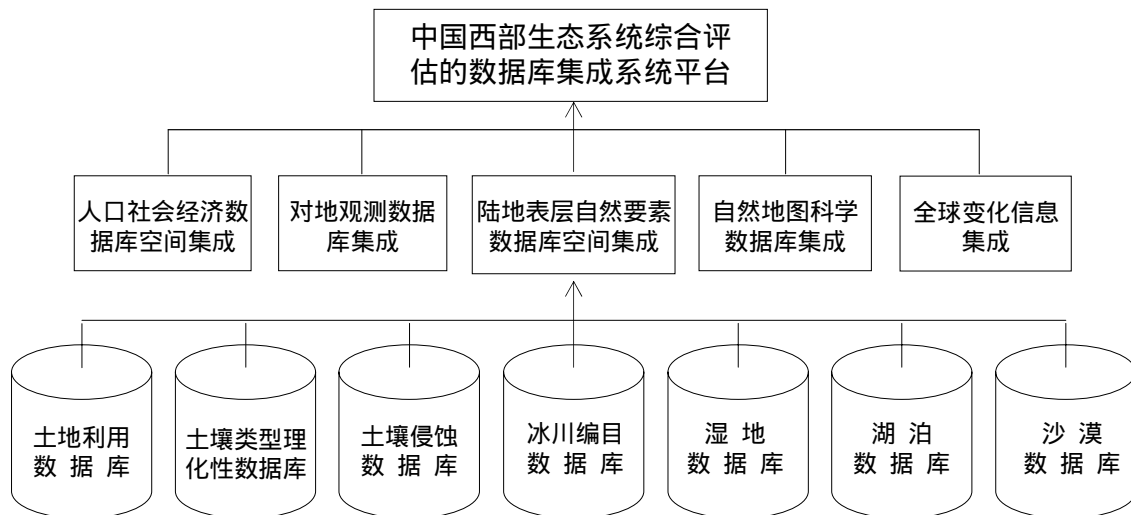 中国西部生态系统综合评
估的数据库集成系统平台
人口社会经济数
据库空间集成
对地观测数据
库集成
陆地表层自然要素
数据库空间集成
自然地图科学
数据库集成
全球变化信息
集成
土地利用
数 据 库
土壤类型理
化性数据库
土壤侵蚀
数 据 库
冰川编目
数 据 库
湿 地
数 据 库
湖 泊
数 据 库
沙 漠
数 据 库